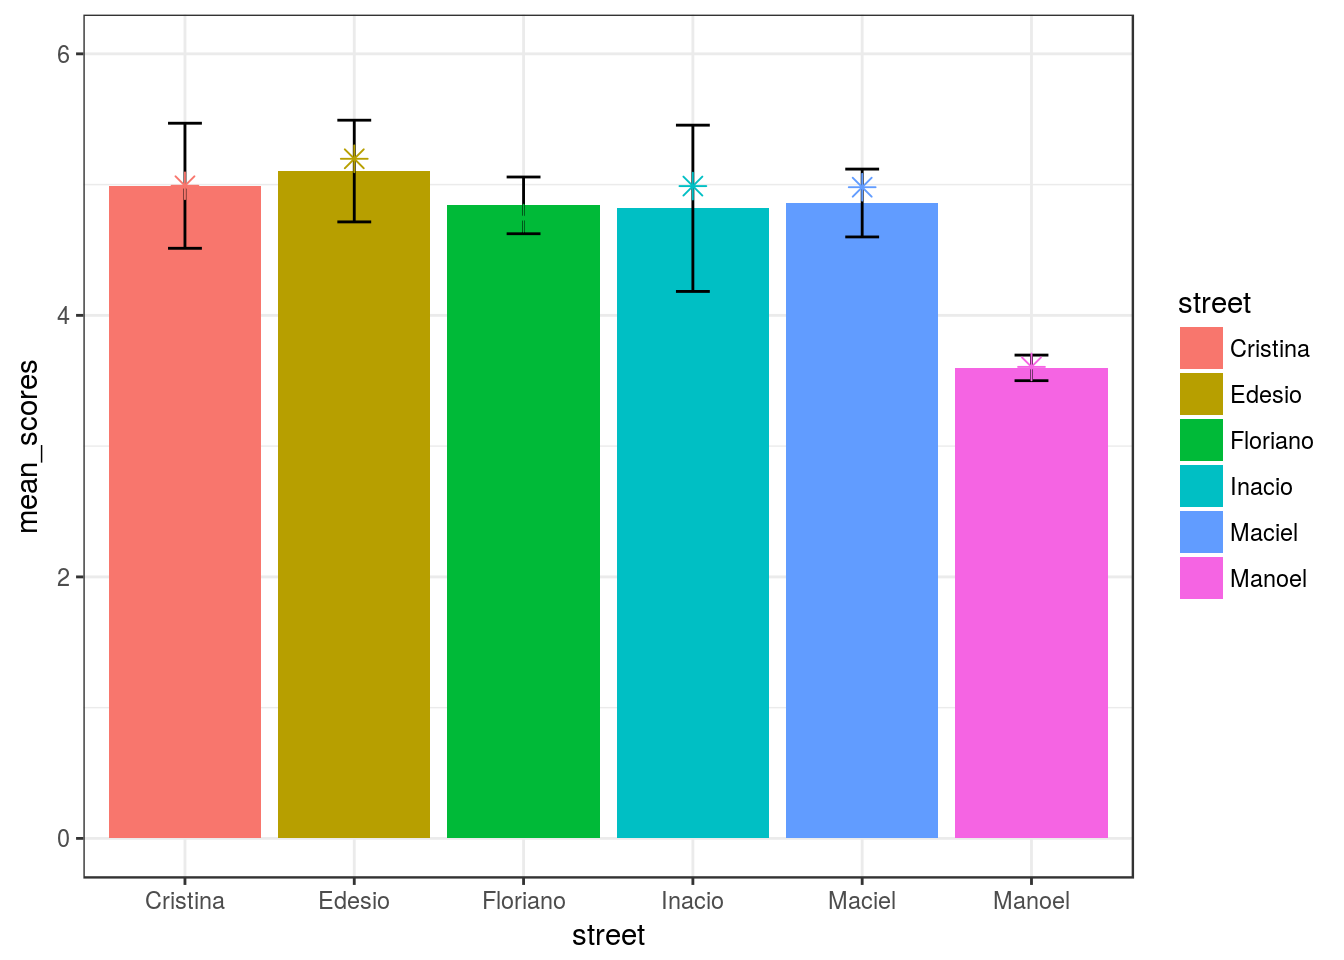 6
4
2
0
mean_scores
Cristina
Edesio
Floriano
Inacio
Maciel
Manoel
street
street
Cristina
Edesio
Floriano
Inacio
Maciel
Manoel